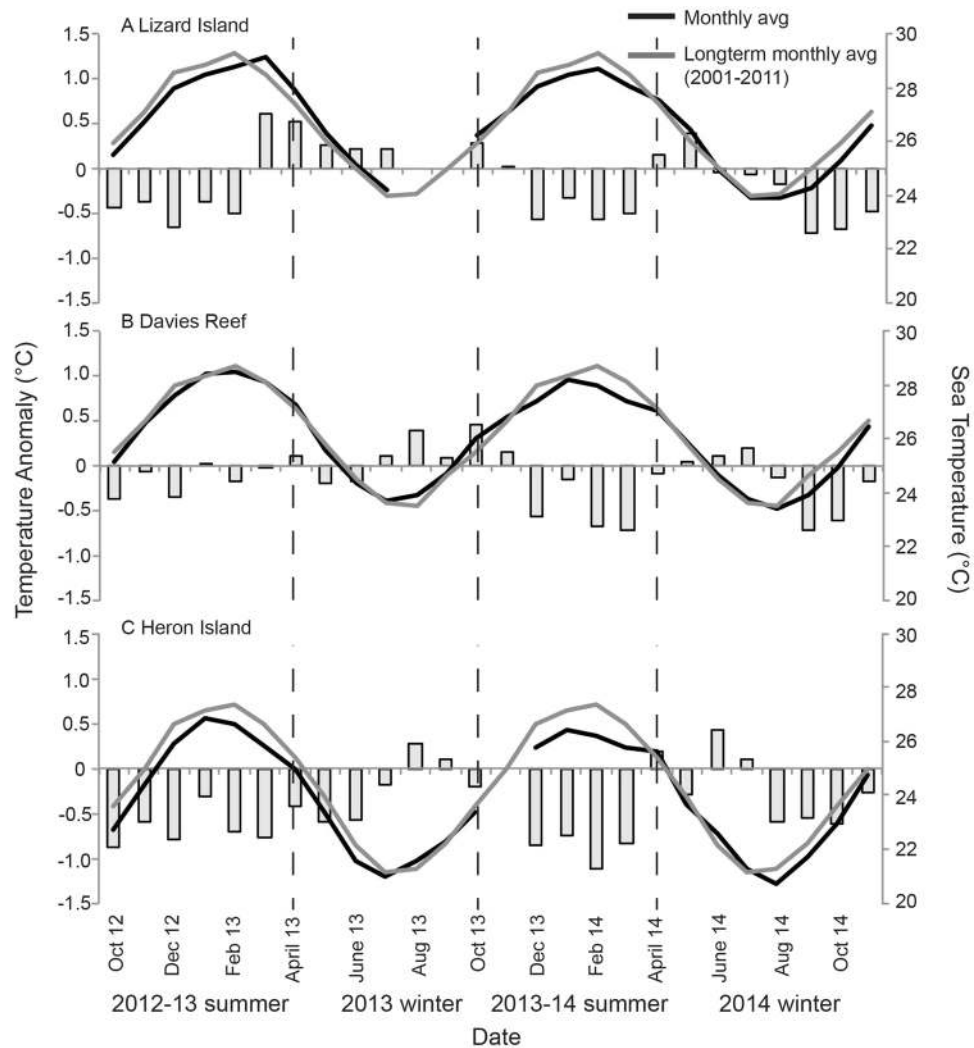 A Lizard Island
Monthly avg
Longterm monthly avg
(2001-2011)
1.5
1.0
0.5
0
-0.5
-1.0
-1.5
30
28
26
24
22
20
B Davies Reef
1.5
1.0
0.5
0
-0.5
-1.0
-1.5
30
28
26
24
22
20
C Heron Island
1.5
1.0
0.5
0
-0.5
-1.0
-1.5
30
28
26
24
22
20
Temperature Anomaly (°C)
Sea Temperature (°C)
Oct 12
Dec 12
Feb 13
April 13
June 13
Aug 13
Oct 13
Dec 13
Feb 14
April 14
June 14
Aug 14
Oct 14
2012-13 summer
2013 winter
2013-14 summer
2014 winter
Date